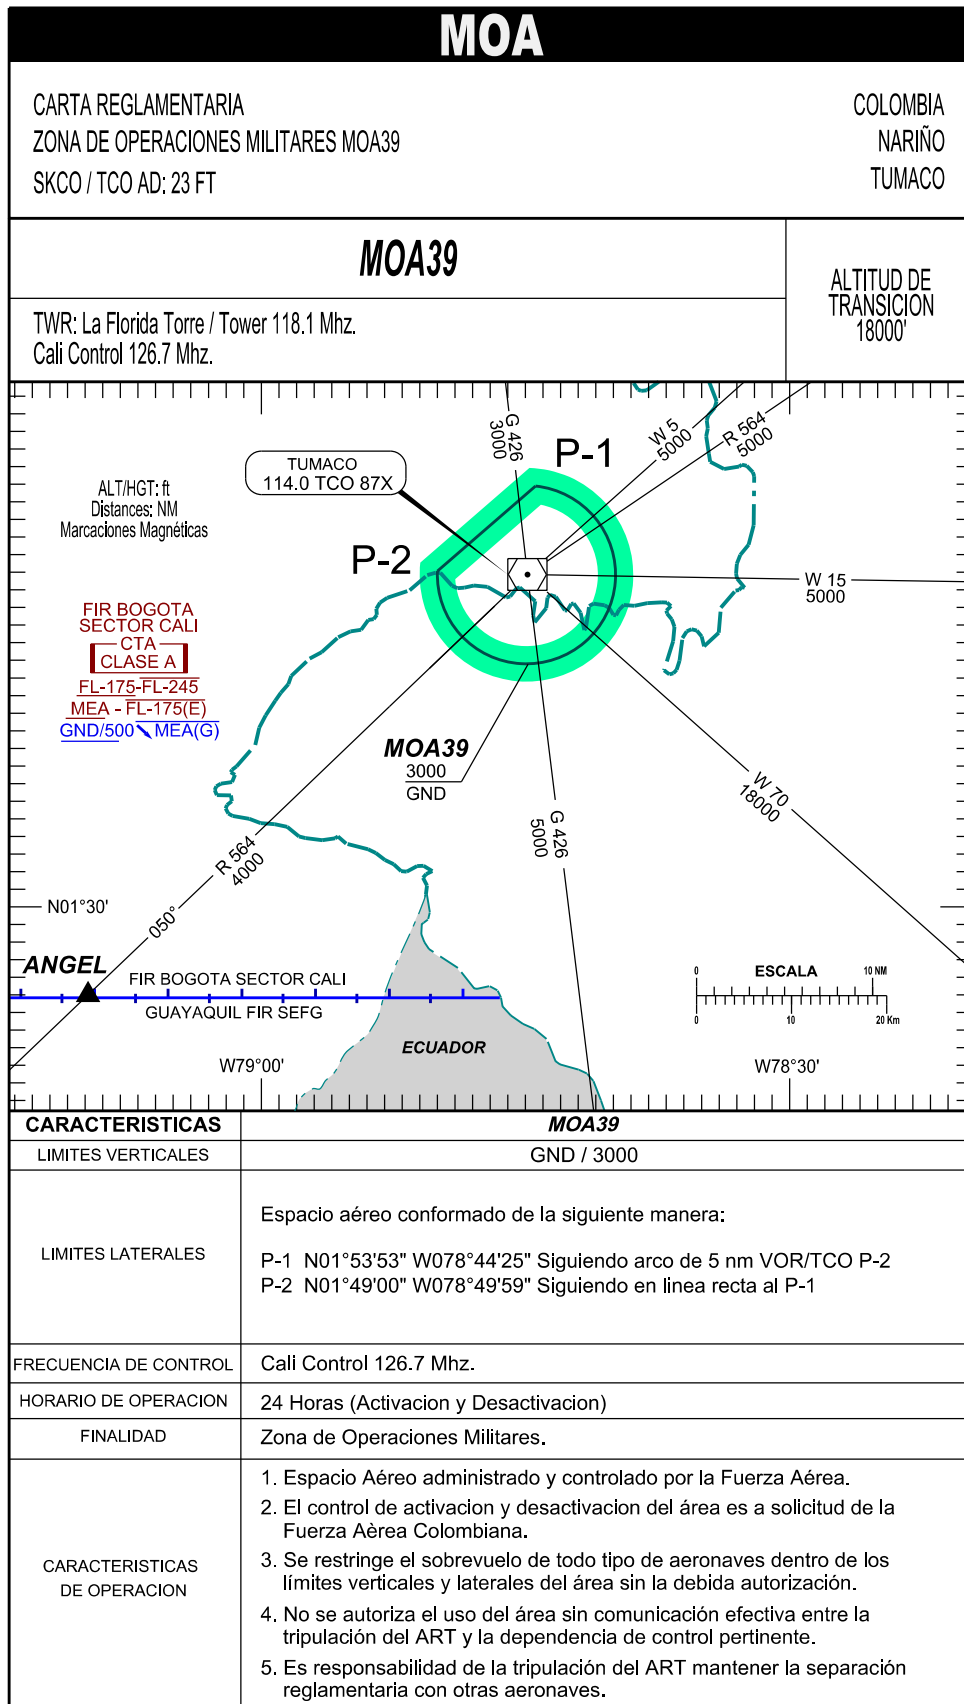 MOA
CARTA REGLAMENTARIA
ZONA DE OPERACIONES MILITARES MOA39
SKCO / TCO AD: 23 FT
COLOMBIA
NARIÑO
TUMACO
MOA39
TWR: La Florida Torre / Tower 118.1 Mhz.
Cali Control 126.7 Mhz.
ALTITUD DE
TRANSICION
18000'
G 426
3000
P-1
W 5
5000
R 564
5000
TUMACO
114.0 TCO 87X
ALT/HGT: ft
Distances: NM
Marcaciones Magnéticas
P-2
W 15
5000
FIR BOGOTA
SECTOR CALI
CTA
CLASE A
FL-175-FL-245
MEA - FL-175(E)
GND/500 MEA(G)
MOA39
3000
GND
W 70
18000
G 426
5000
R 564
4000
050°
N01°30'
ANGEL
FIR BOGOTA SECTOR CALI
GUAYAQUIL FIR SEFG
0 ESCALA 10 NM
0 10 20 Km
ECUADOR
W79°00'
W78°30'
CARACTERISTICAS MOA39
LIMITES VERTICALES GND / 3000
LIMITES LATERALES
Espacio aéreo conformado de la siguiente manera:
P-1 N01°53'53" W078°44'25" Siguiendo arco de 5 nm VOR/TCO P-2
P-2 N01°49'00" W078°49'59" Siguiendo en linea recta al P-1
FRECUENCIA DE CONTROL Cali Control 126.7 Mhz.
HORARIO DE OPERACION 24 Horas (Activacion y Desactivacion)
FINALIDAD Zona de Operaciones Militares.
CARACTERISTICAS
DE OPERACION
1. Espacio Aéreo administrado y controlado por la Fuerza Aérea.
2. El control de activacion y desactivacion del área es a solicitud de la
Fuerza Aèrea Colombiana.
3. Se restringe el sobrevuelo de todo tipo de aeronaves dentro de los
límites verticales y laterales del área sin la debida autorización.
4. No se autoriza el uso del área sin comunicación efectiva entre la
tripulación del ART y la dependencia de control pertinente.
5. Es responsabilidad de la tripulación del ART mantener la separación
reglamentaria con otras aeronaves.